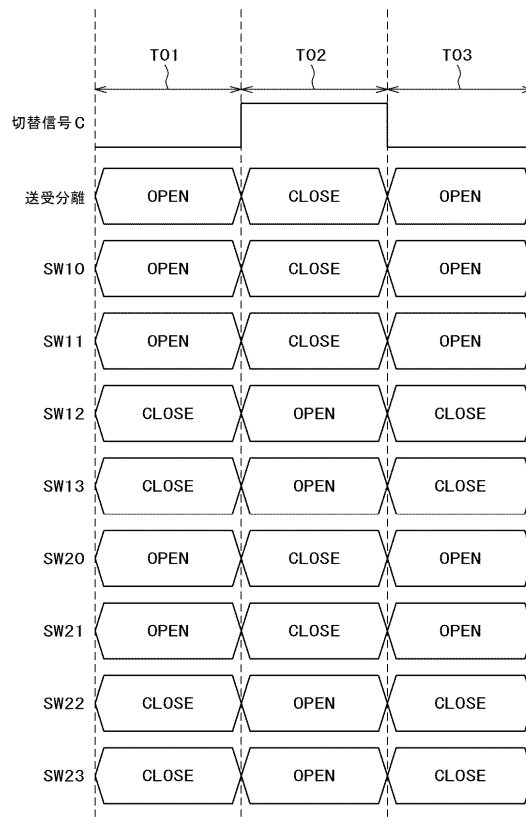 T01 T02 T03
切替信号C
送受分離 OPEN CLOSE OPEN
SW10 OPEN CLOSE OPEN
SW11 OPEN CLOSE OPEN
SW12 CLOSE OPEN CLOSE
SW13 CLOSE OPEN CLOSE
SW20 OPEN CLOSE OPEN
SW21 OPEN CLOSE OPEN
SW22 CLOSE OPEN CLOSE
SW23 CLOSE OPEN CLOSE